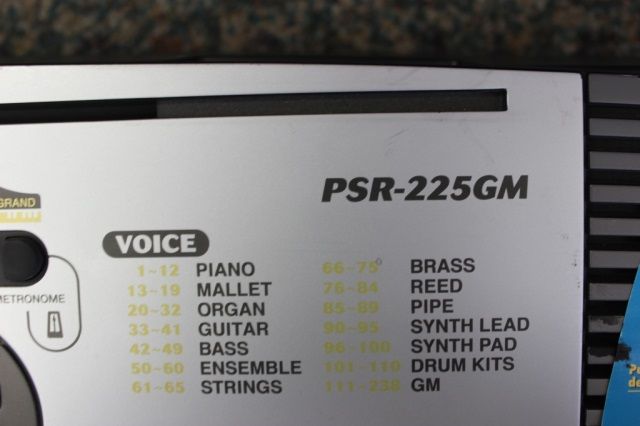 PSR-225GM
GRAND
METRONOME
VOICE
1~12 PIANO
13~19 MALLET
20~32 ORGAN
33~41 GUITAR
42~49 BASS
50~60 ENSEMBLE
61~65 STRINGS
66~75 BRASS
76~84 REED
85~89 PIPE
90~95 SYNTH LEAD
96~100 SYNTH PAD
101~110 DRUM KITS
111~238 GM